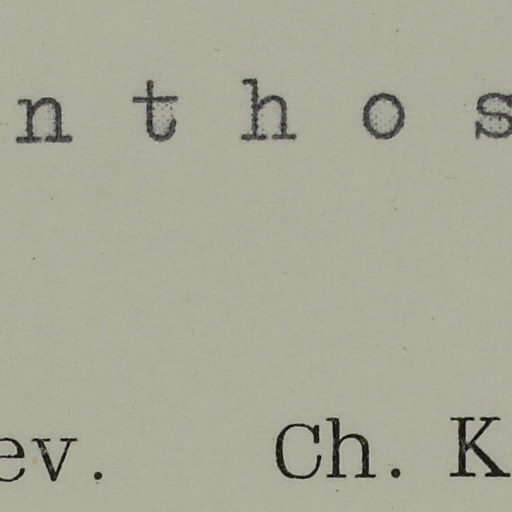 n t h o s
ev. Ch. K